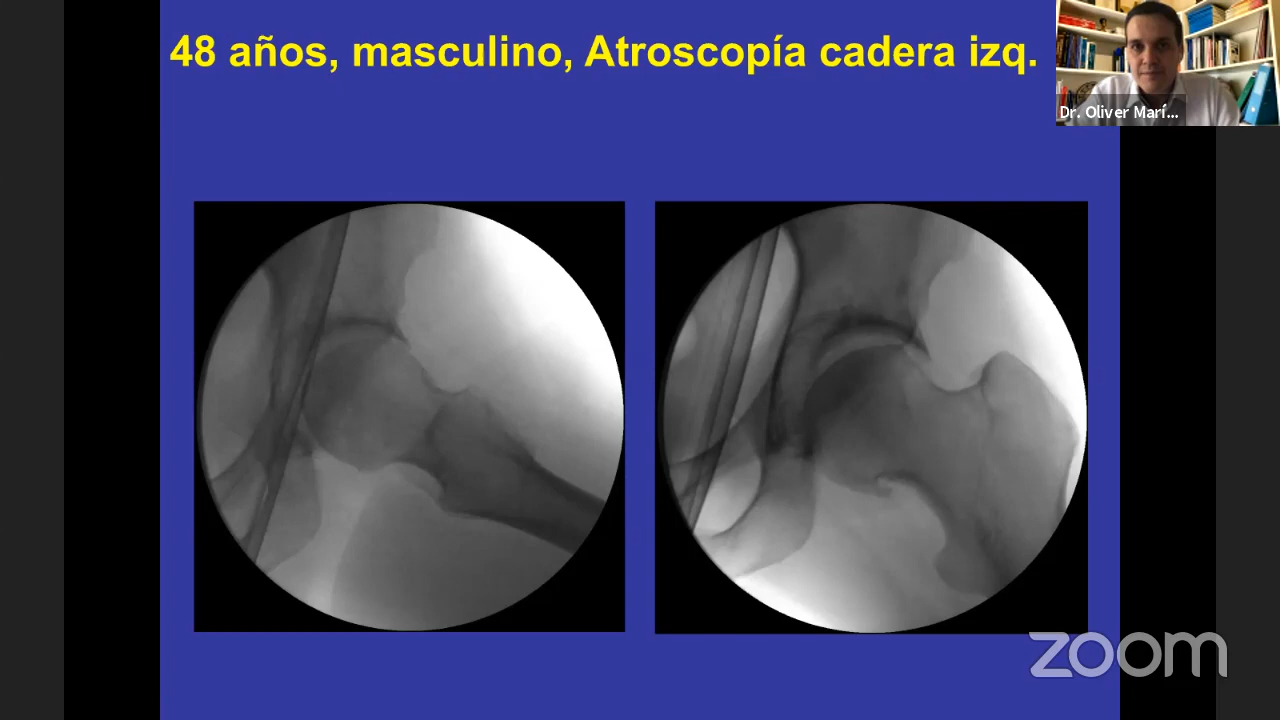 48 años, masculino, Atroscopía cadera izq.
Dr. Oliver Marí...
zoom